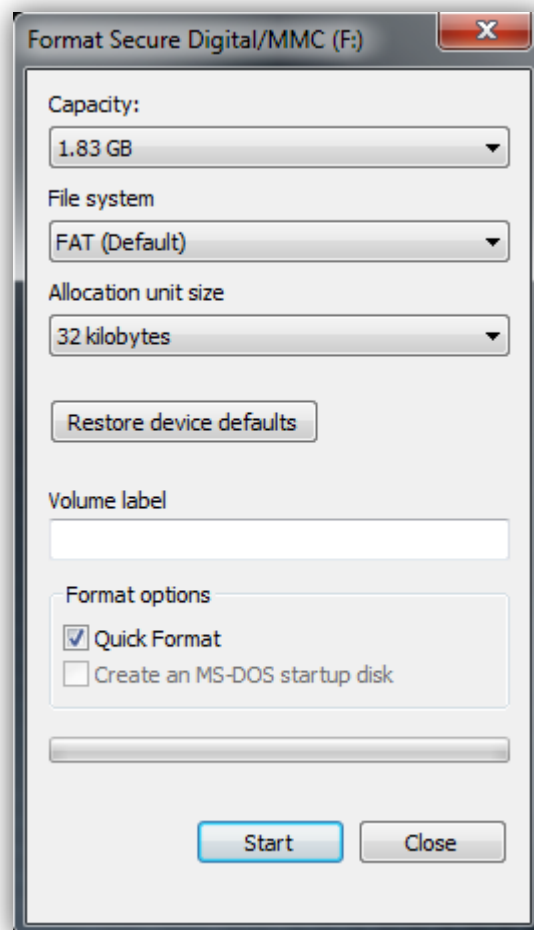 Format Secure Digital/MMC (F:)
Capacity:
1.83 GB
File system
FAT (Default)
Allocation unit size
32 kilobytes
Restore device defaults
Volume label
Format options
Quick Format
Create an MS-DOS startup disk
Start Close